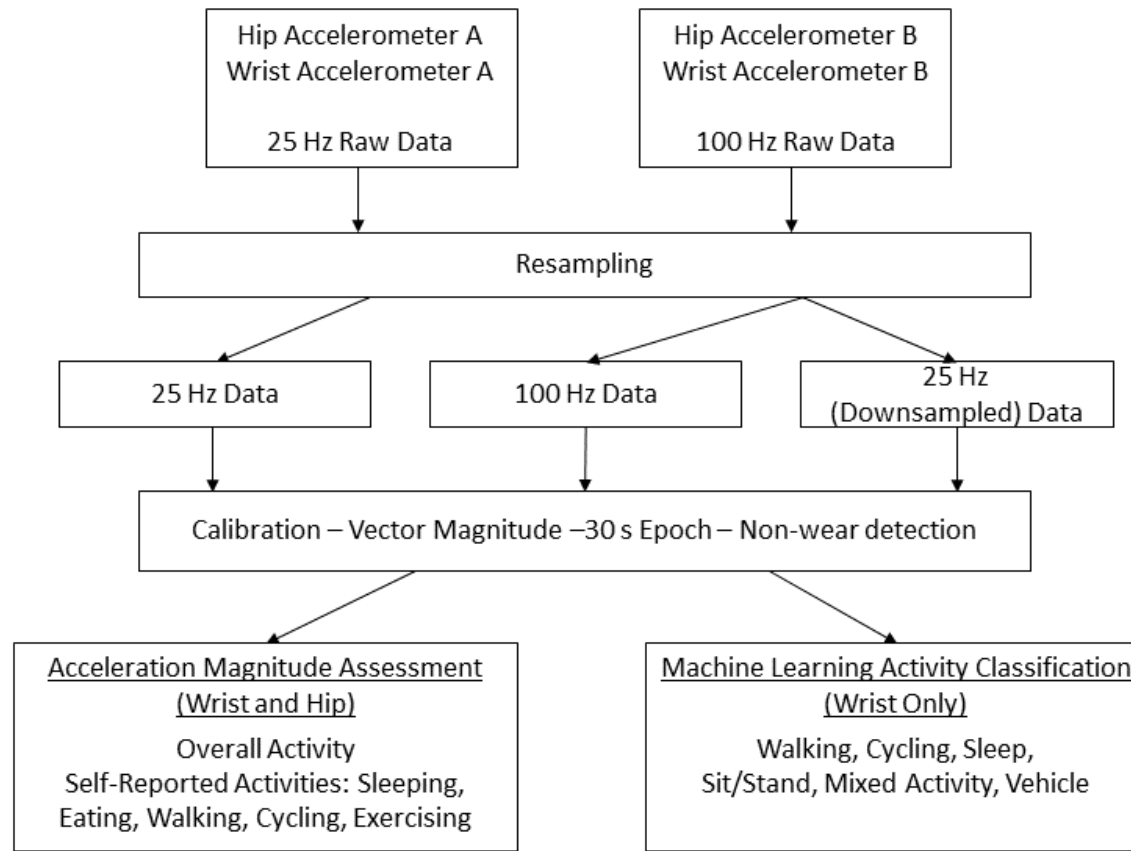 Hip Accelerometer A
Wrist Accelerometer A
25 Hz Raw Data
Hip Accelerometer B
Wrist Accelerometer B
100 Hz Raw Data
Resampling
25 Hz Data
100 Hz Data
25 Hz
(Downsampled) Data
Calibration – Vector Magnitude –30 s Epoch – Non-wear detection
Acceleration Magnitude Assessment
(Wrist and Hip)
Overall Activity
Self-Reported Activities: Sleeping,
Eating, Walking, Cycling, Exercising
Machine Learning Activity Classification
(Wrist Only)
Walking, Cycling, Sleep,
Sit/Stand, Mixed Activity, Vehicle